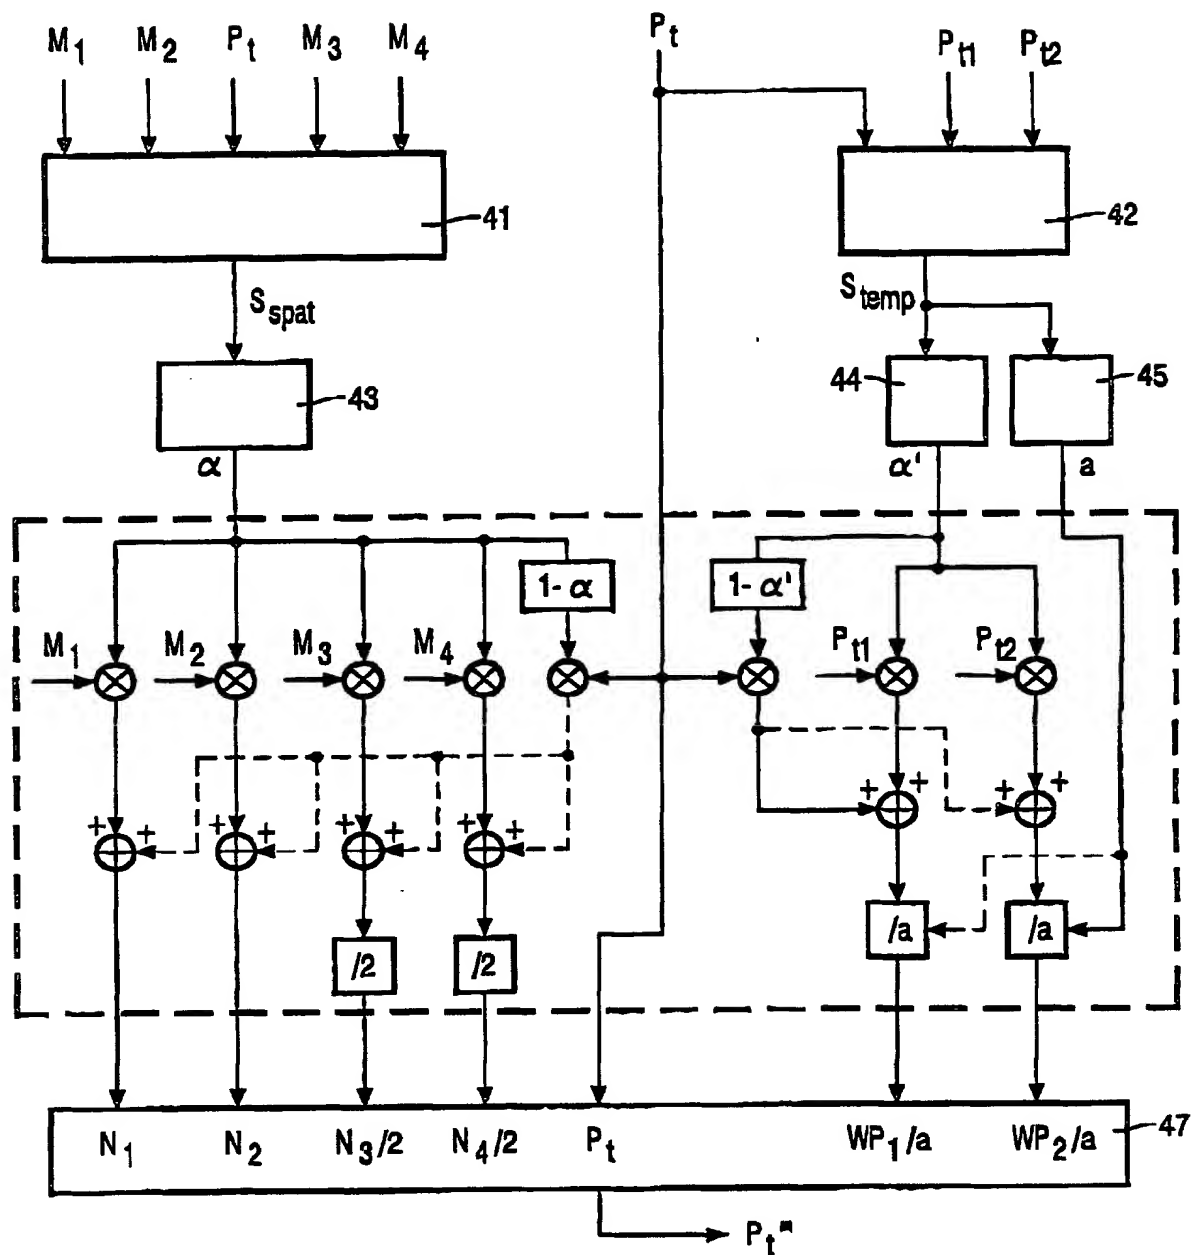 M1 M2 Pt M3 M4 Pt Pt1 Pt2
41 42
Sspat Stemp
43 44 45
α α' a
1-α 1-α'
M1 M2 M3 M4 Pt1 Pt2
+ +
+ + + +
+ + + + + + + +
/a /a
/2 /2
N1 N2 N3/2 N4/2 Pt WP1/a WP2/a 47
Pt"